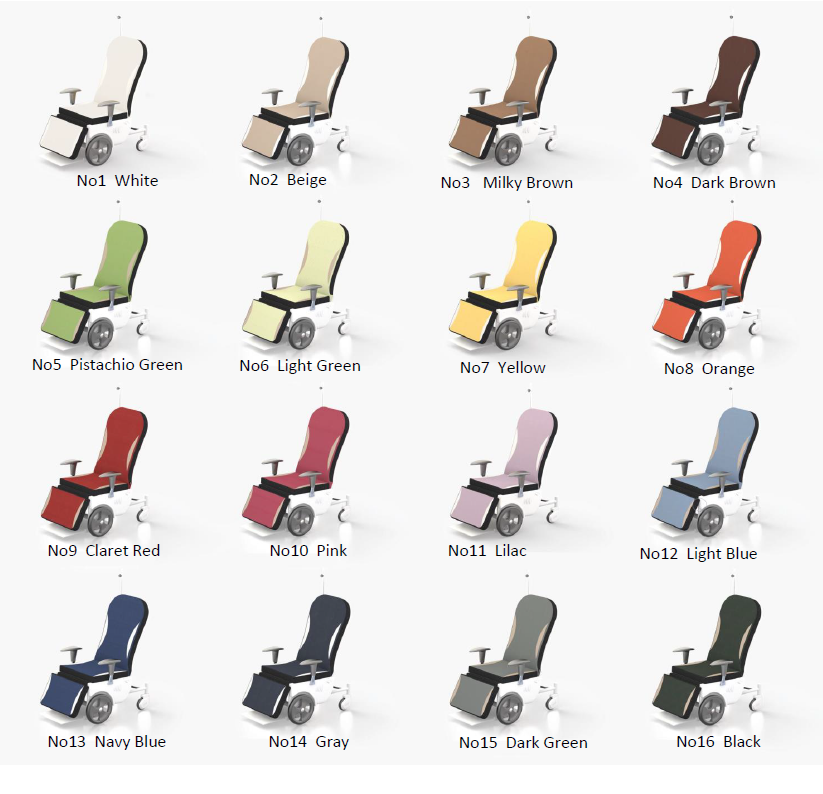 No1 White
No2 Beige
No3 Milky Brown
No4 Dark Brown
No5 Pistachio Green
No6 Light Green
No7 Yellow
No8 Orange
No9 Claret Red
No10 Pink
No11 Lilac
No12 Light Blue
No13 Navy Blue
No14 Gray
No15 Dark Green
No16 Black